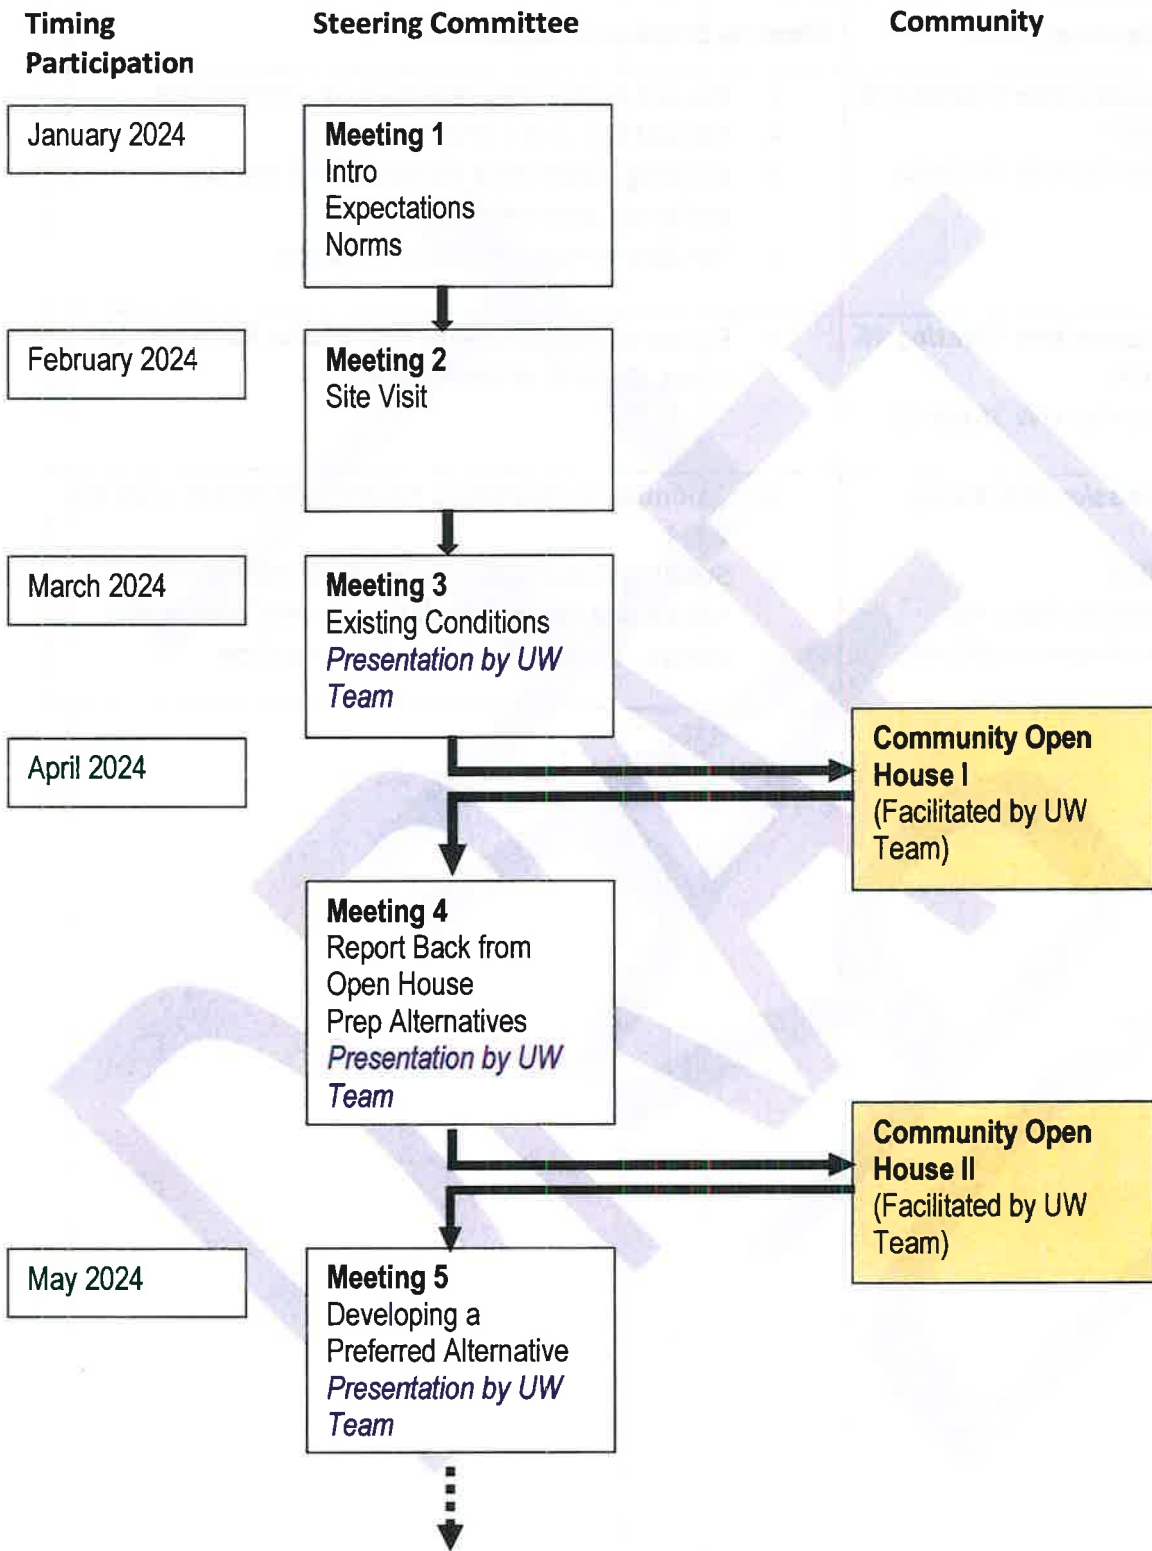 Timing
Participation
Steering Committee
Community
January 2024
Meeting 1
Intro
Expectations
Norms
February 2024
Meeting 2
Site Visit
March 2024
Meeting 3
Existing Conditions
Presentation by UW
Team
April 2024
Community Open
House I
(Facilitated by UW
Team)
Meeting 4
Report Back from
Open House
Prep Alternatives
Presentation by UW
Team
Community Open
House II
(Facilitated by UW
Team)
May 2024
Meeting 5
Developing a
Preferred Alternative
Presentation by UW
Team
DRAFT